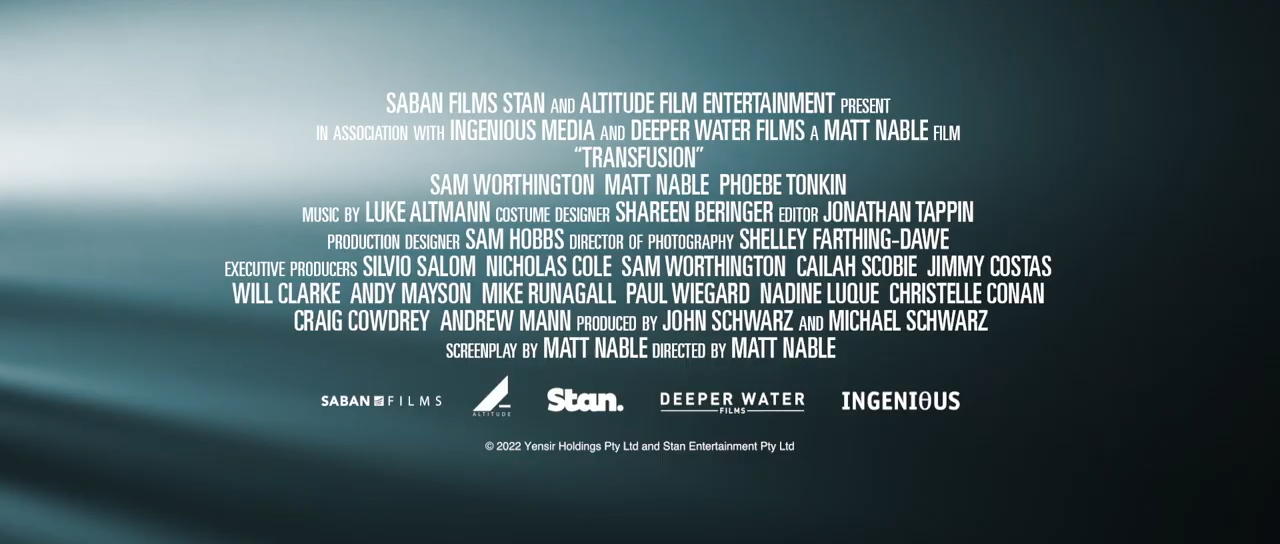 SABAN FILMS STAN AND ALTITUDE FILM ENTERTAINMENT PRESENT
IN ASSOCIATION WITH INGENIOUS MEDIA AND DEEPER WATER FILMS A MATT NABLE FILM
“TRANSFUSION”
SAM WORTHINGTON MATT NABLE PHOEBE TONKIN
MUSIC BY LUKE ALTMANN COSTUME DESIGNER SHAREEN BERINGER EDITOR JONATHAN TAPPIN
PRODUCTION DESIGNER SAM HOBBS DIRECTOR OF PHOTOGRAPHY SHELLEY FARTHING-DAWE
EXECUTIVE PRODUCERS SILVIO SALOM NICHOLAS COLE SAM WORTHINGTON CAILAH SCOBIE JIMMY COSTAS
WILL CLARKE ANDY MAYSON MIKE RUNAGALL PAUL WIEGARD NADINE LUQUE CHRISTELLE CONAN
CRAIG COWDREY ANDREW MANN PRODUCED BY JOHN SCHWARZ AND MICHAEL SCHWARZ
SCREENPLAY BY MATT NABLE DIRECTED BY MATT NABLE
SABAN FILMS
ALTITUDE
Stan.
DEEPER WATER
FILMS
INGENIOUS
© 2022 Yensir Holdings Pty Ltd and Stan Entertainment Pty Ltd